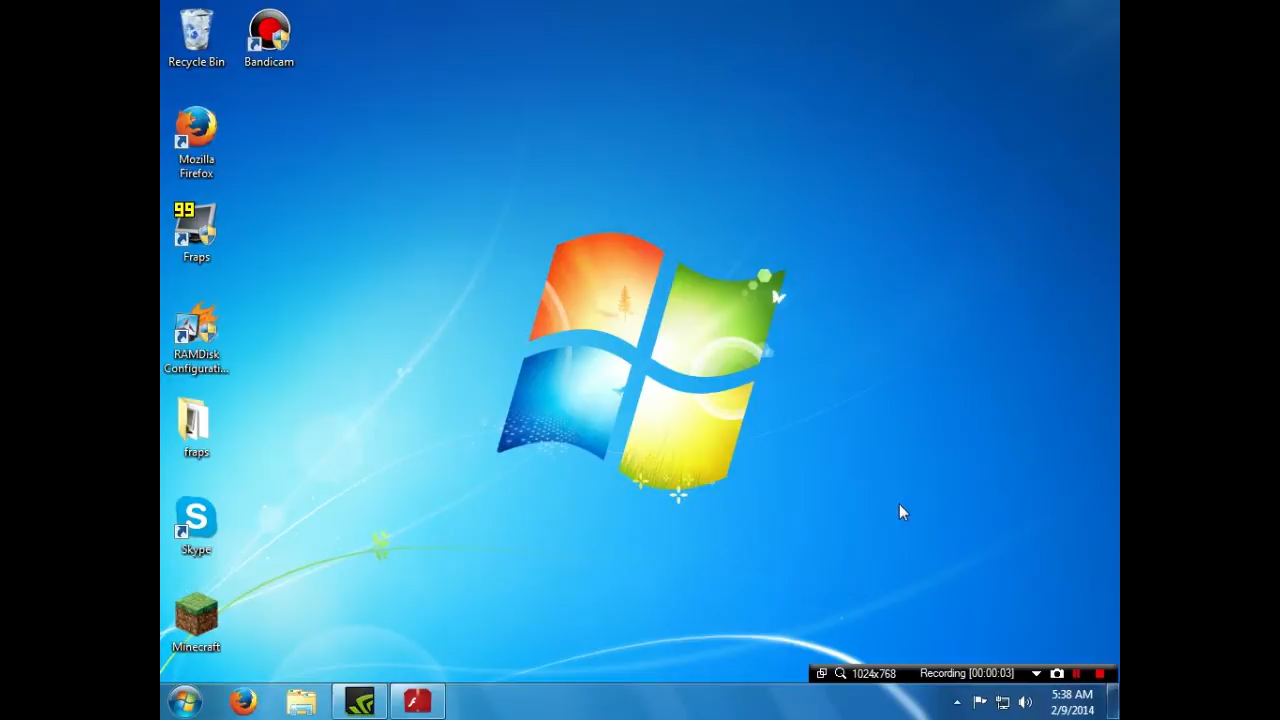 Recycle Bin
Bandicam
Mozilla
Firefox
99
Fraps
RAMDisk
Configurati...
fraps
S
Skype
Minecraft
1024x768
Recording [00:00:03]
5:38 AM
2/9/2014